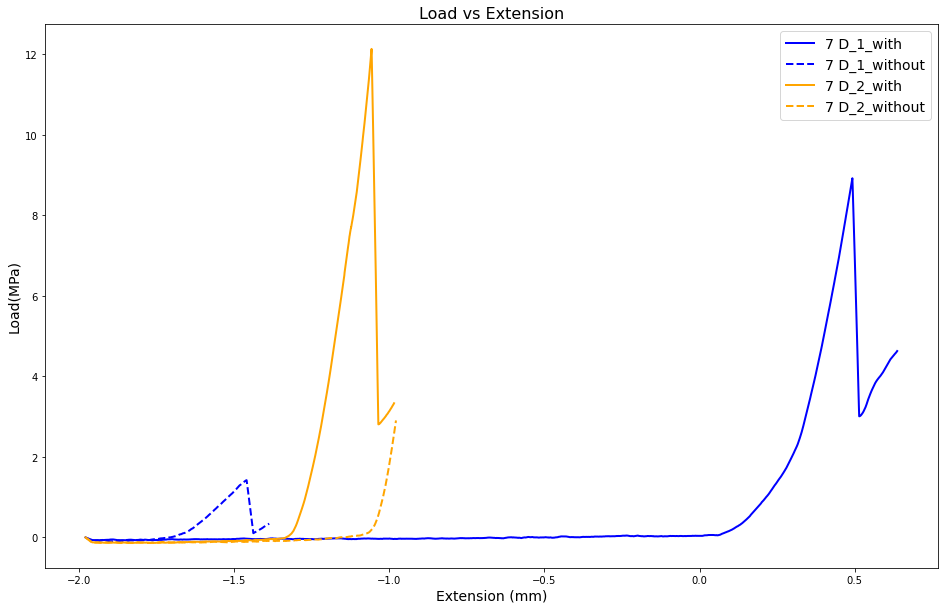 Load vs Extension
7 D_1_with
7 D_1_without
7 D_2_with
7 D_2_without
12
10
8
6
4
2
0
Load(MPa)
−2.0 −1.5 −1.0 −0.5 0.0 0.5
Extension (mm)